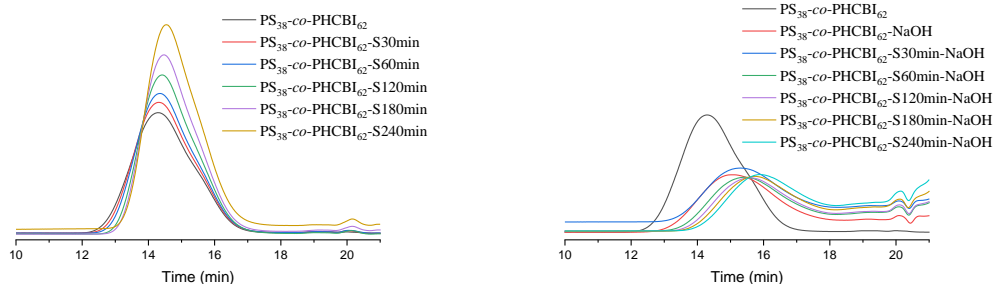 PS₃₈-co-PHCBI₆₂
PS₃₈-co-PHCBI₆₂-S30min
PS₃₈-co-PHCBI₆₂-S60min
PS₃₈-co-PHCBI₆₂-S120min
PS₃₈-co-PHCBI₆₂-S180min
PS₃₈-co-PHCBI₆₂-S240min
10 12 14 16 18 20
Time (min)
PS₃₈-co-PHCBI₆₂
PS₃₈-co-PHCBI₆₂-NaOH
PS₃₈-co-PHCBI₆₂-S30min-NaOH
PS₃₈-co-PHCBI₆₂-S60min-NaOH
PS₃₈-co-PHCBI₆₂-S120min-NaOH
PS₃₈-co-PHCBI₆₂-S180min-NaOH
PS₃₈-co-PHCBI₆₂-S240min-NaOH
10 12 14 16 18 20
Time (min)